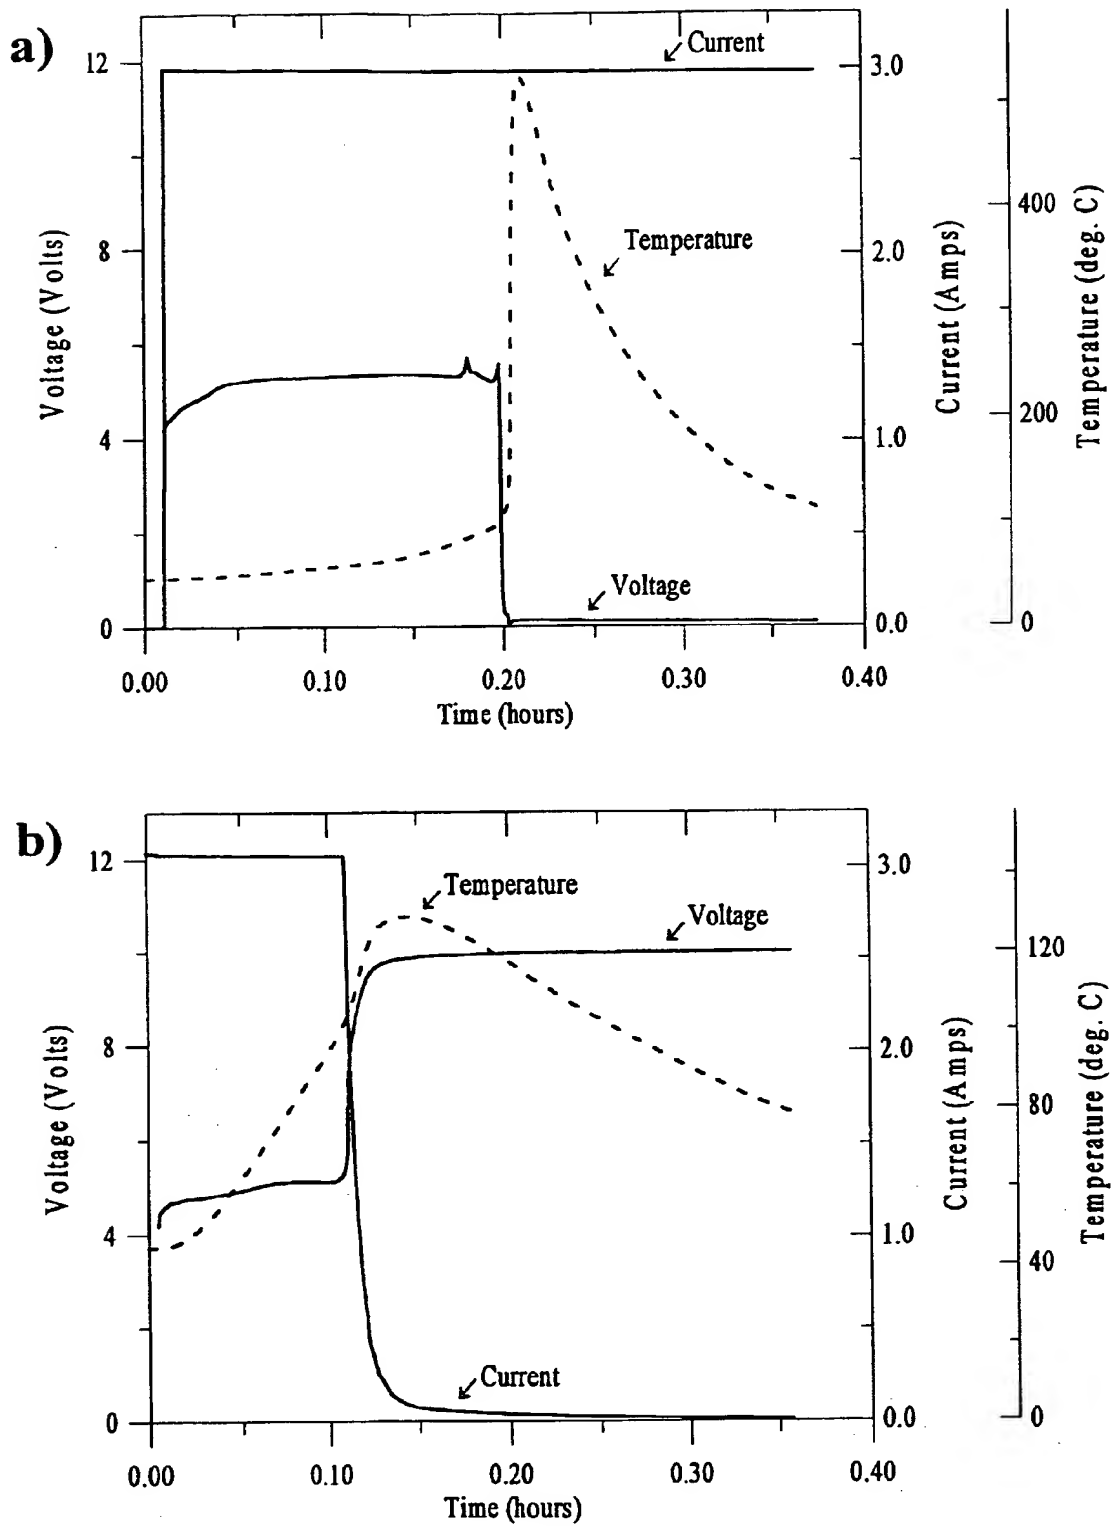 a)
Current
12
3.0
400
Temperature
8
2.0
Voltage (Volts)
Current (Amps)
Temperature (deg. C)
200
4
1.0
Voltage
0
0.0
0
0.00
0.10
0.20
0.30
0.40
Time (hours)
b)
12
Temperature
3.0
Voltage
120
8
2.0
Voltage (Volts)
Current (Amps)
Temperature (deg. C)
80
4
1.0
40
Current
0
0.0
0
0.00
0.10
0.20
0.30
0.40
Time (hours)